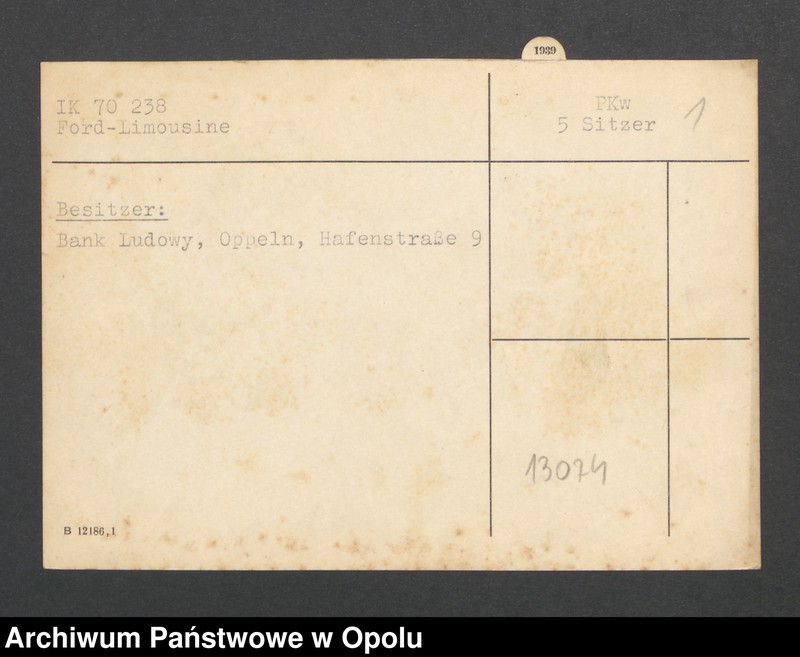 1939
IK 70 238
Ford-Limousine
PKw
5 Sitzer
1
Besitzer:
Bank Ludowy, Oppeln, Hafenstraße 9
13074
B 12186,1
Archiwum Państwowe w Opolu